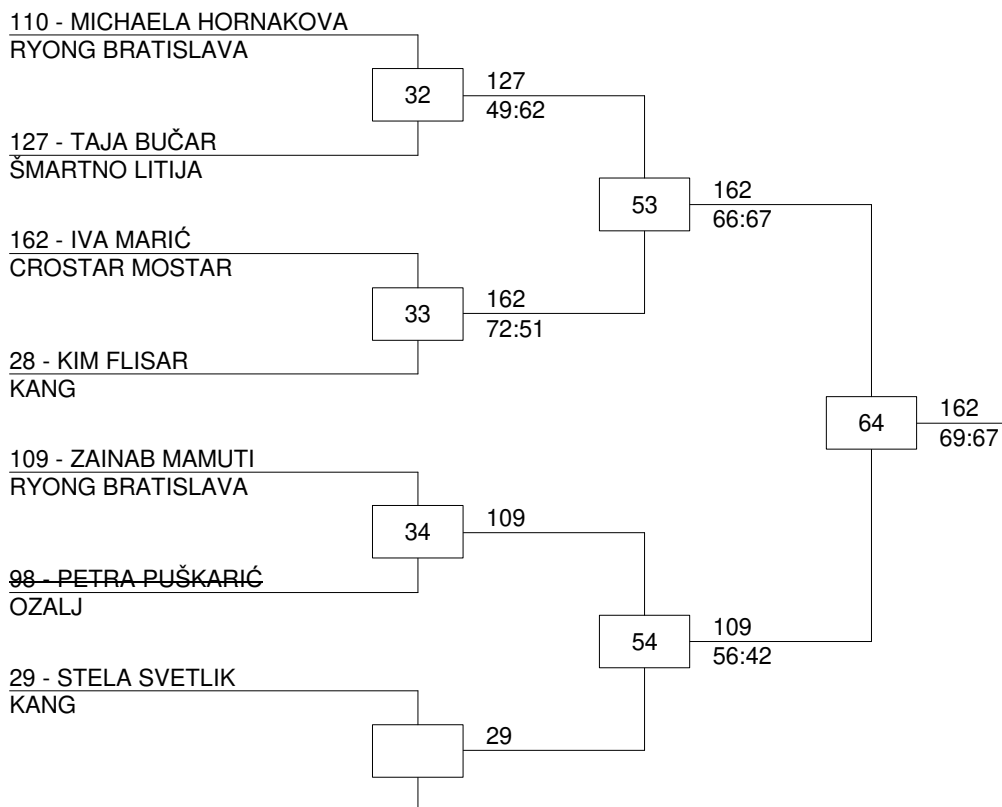 110 - MICHAELA HORNAKOVA
RYONG BRATISLAVA
32
127
49:62
127 - TAJA BUČAR
ŠMARTNO LITIJA
53
162
66:67
162 - IVA MARIĆ
CROSTAR MOSTAR
33
162
72:51
28 - KIM FLISAR
KANG
64
162
69:67
109 - ZAINAB MAMUTI
RYONG BRATISLAVA
34
109
98 - PETRA PUŠKARIĆ
OZALJ
54
109
56:42
29 - STELA SVETLIK
KANG
29